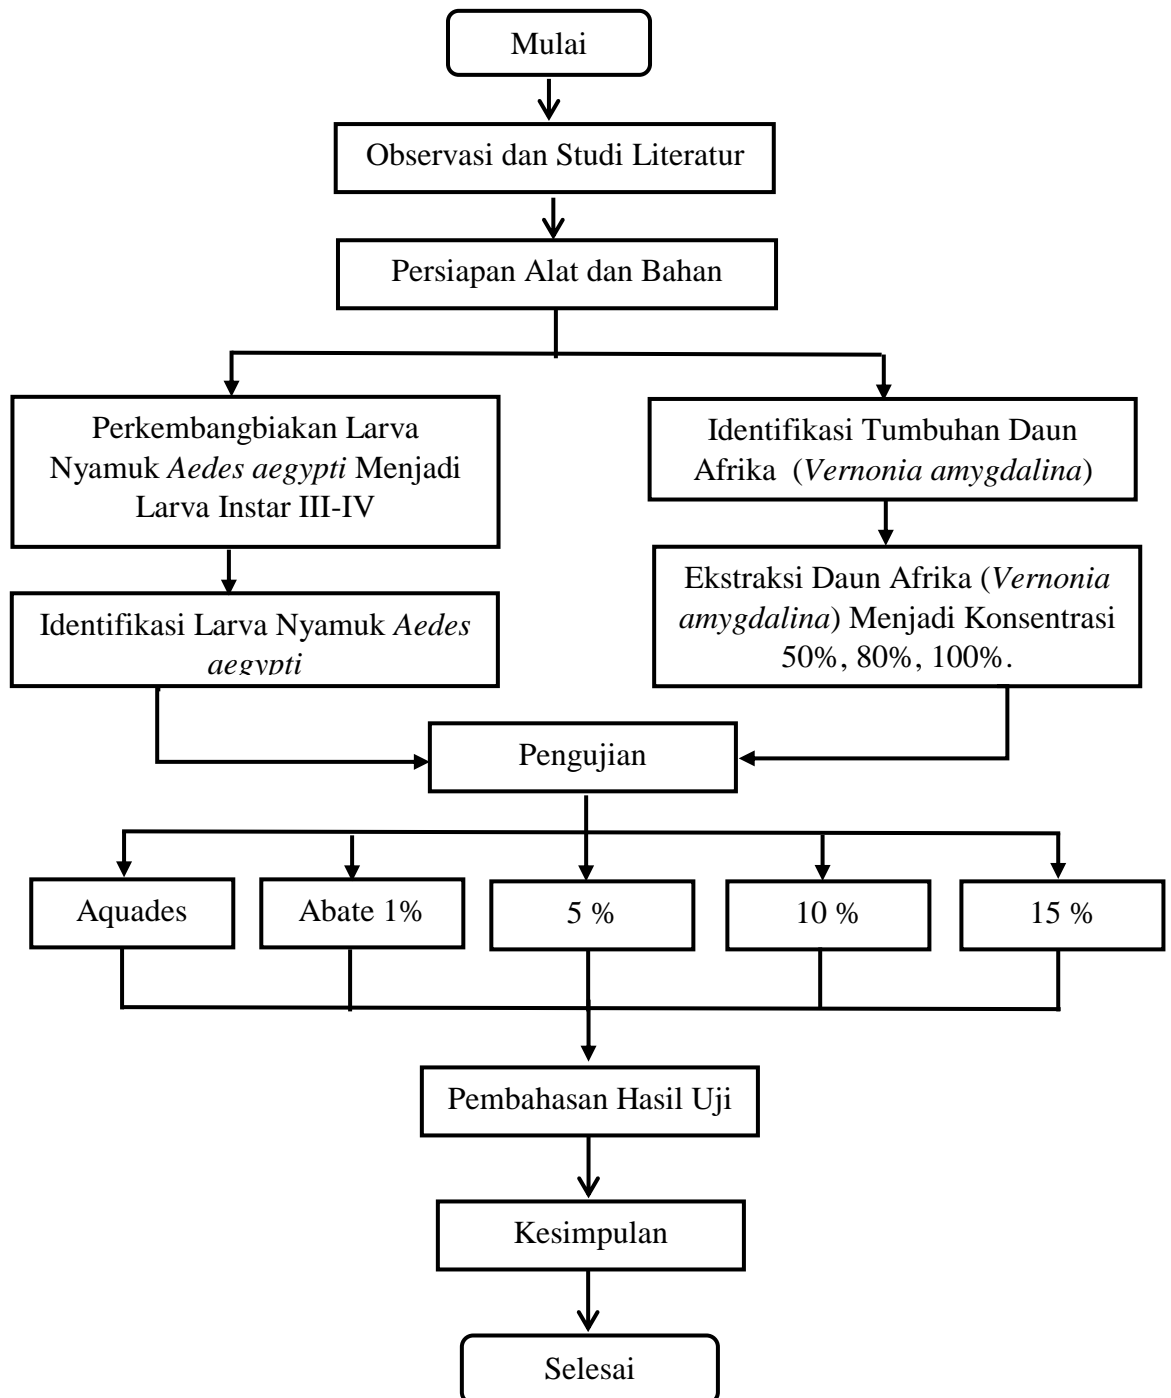 Mulai
Observasi dan Studi Literatur
Persiapan Alat dan Bahan
Perkembangbiakan Larva
Nyamuk Aedes aegypti Menjadi
Larva Instar III-IV
Identifikasi Larva Nyamuk Aedes
aegypti
Identifikasi Tumbuhan Daun
Afrika (Vernonia amygdalina)
Ekstraksi Daun Afrika (Vernonia
amygdalina) Menjadi Konsentrasi
50%, 80%, 100%.
Pengujian
Aquades
Abate 1%
5 %
10 %
15 %
Pembahasan Hasil Uji
Kesimpulan
Selesai